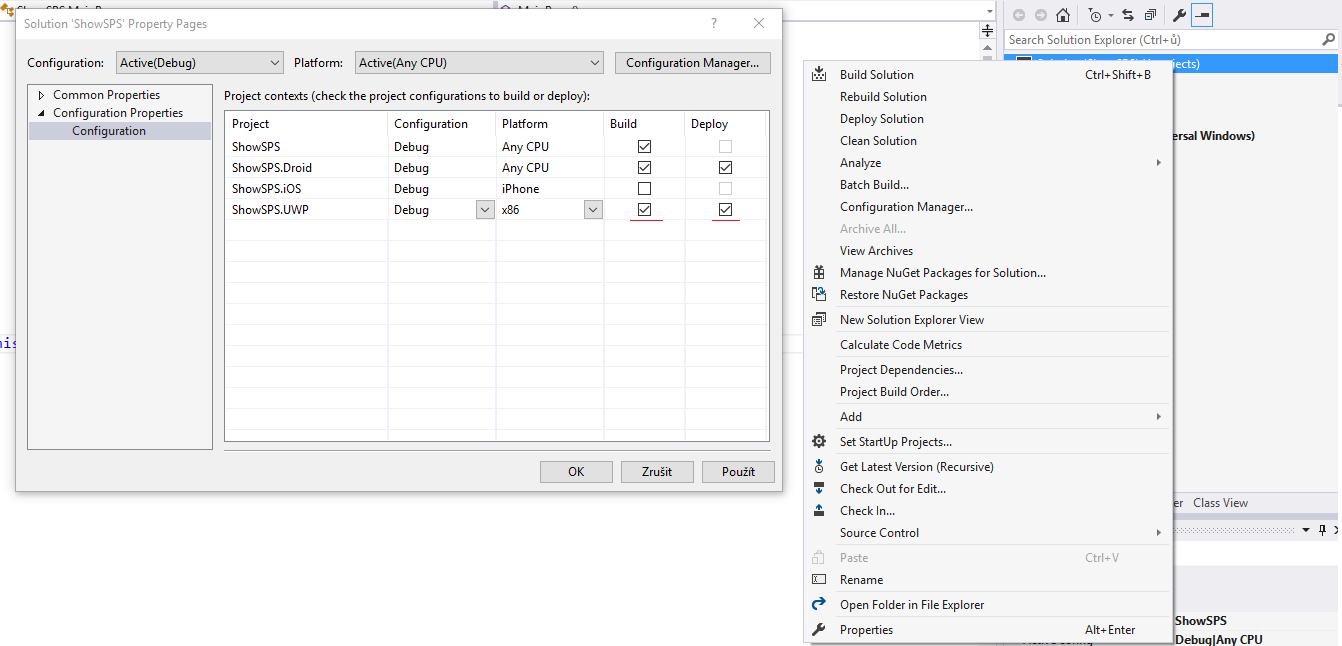 Solution 'ShowSPS' Property Pages
?
Configuration: Active(Debug) Platform: Active(Any CPU) Configuration Manager...
Common Properties
Configuration Properties
Configuration
Project contexts (check the project configurations to build or deploy):
Project Configuration Platform Build Deploy
ShowSPS Debug Any CPU
ShowSPS.Droid Debug Any CPU
ShowSPS.iOS Debug iPhone
ShowSPS.UWP Debug x86
OK Zrušit Použít
Build Solution Ctrl+Shift+B
Rebuild Solution
Deploy Solution
Clean Solution
Analyze
Batch Build...
Configuration Manager...
Archive All...
View Archives
Manage NuGet Packages for Solution...
Restore NuGet Packages
New Solution Explorer View
Calculate Code Metrics
Project Dependencies...
Project Build Order...
Add
Set StartUp Projects...
Get Latest Version (Recursive)
Check Out for Edit...
Check In...
Source Control
Paste Ctrl+V
Rename
Open Folder in File Explorer
Properties Alt+Enter
Search Solution Explorer (Ctrl+ů)
ersal Windows)
er Class View
ShowSPS
Debug|Any CPU